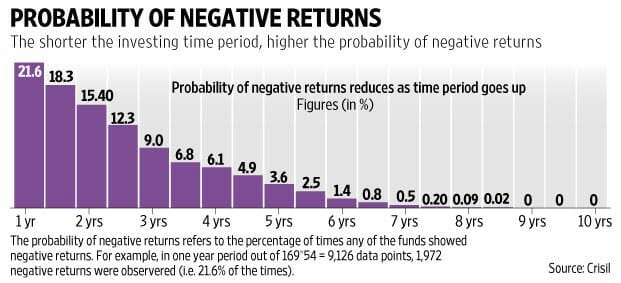 PROBABILITY OF NEGATIVE RETURNS
The shorter the investing time period, higher the probability of negative returns
Probability of negative returns reduces as time period goes up
Figures (in %)
21.6 18.3 15.40 12.3 9.0 6.8 6.1 4.9 3.6 2.5 1.4 0.8 0.5 0.20 0.09 0.02 0 0 0
1 yr 2 yrs 3 yrs 4 yrs 5 yrs 6 yrs 7 yrs 8 yrs 9 yrs 10 yrs
The probability of negative returns refers to the percentage of times any of the funds showed
negative returns. For example, in one year period out of 169*54 = 9,126 data points, 1,972
negative returns were observed (i.e. 21.6% of the times).
Source: Crisil